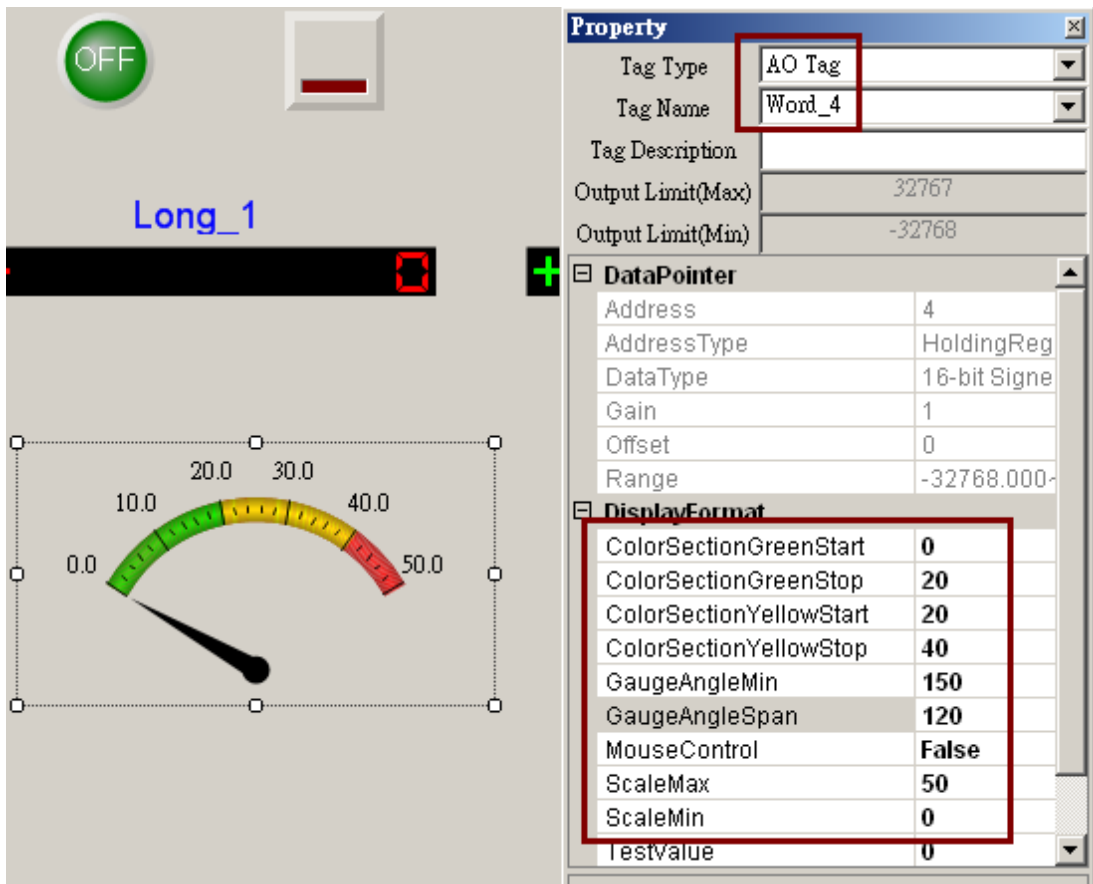 OFF
Long_1
0
+
20.0 30.0
10.0 40.0
0.0 50.0
Property
Tag Type AO Tag
Tag Name Word_4
Tag Description
Output Limit(Max) 32767
Output Limit(Min) -32768
DataPointer
Address 4
AddressType HoldingReg
DataType 16-bit Signe
Gain 1
Offset 0
Range -32768.000~
DisplayFormat
ColorSectionGreenStart 0
ColorSectionGreenStop 20
ColorSectionYellowStart 20
ColorSectionYellowStop 40
GaugeAngleMin 150
GaugeAngleSpan 120
MouseControl False
ScaleMax 50
ScaleMin 0
TestValue 0